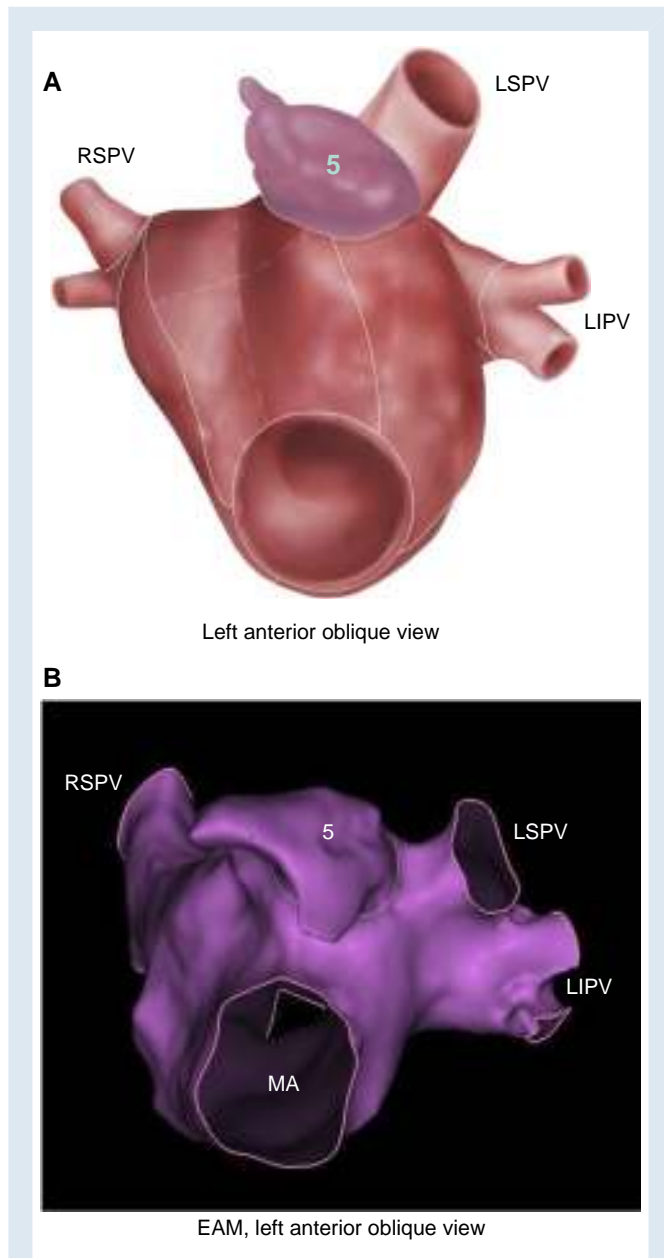 A
LSPV
RSPV
5
LIPV
Left anterior oblique view
B
RSPV
5
LSPV
LIPV
MA
EAM, left anterior oblique view